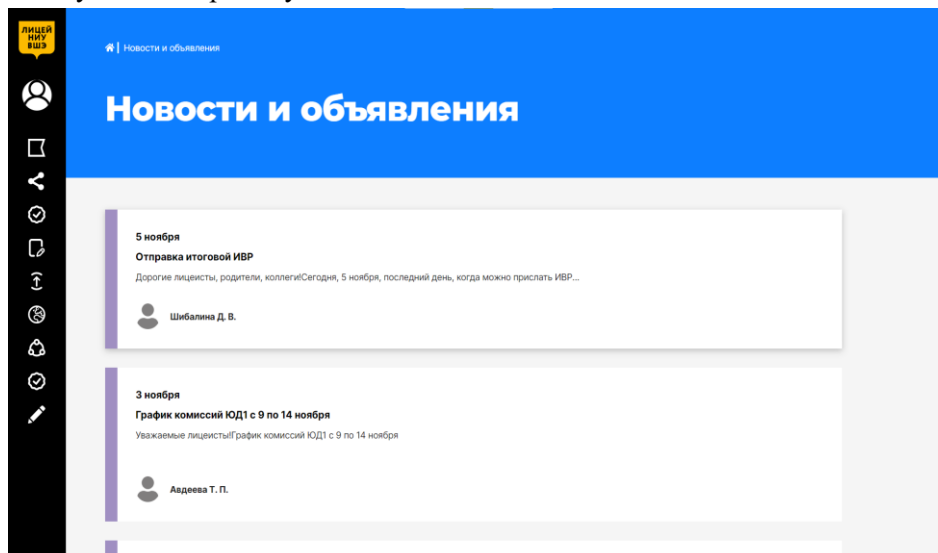 ЛИЦЕЙ
НИУ
ВШЭ
Новости и объявления
Новости и объявления
5 ноября
Отправка итоговой ИВР
Дорогие лицеисты, родители, коллеги!Сегодня, 5 ноября, последний день, когда можно прислать ИВР...
Шибалина Д. В.
3 ноября
График комиссий ЮД1 с 9 по 14 ноября
Уважаемые лицеисты!График комиссий ЮД1 с 9 по 14 ноября
Авдеева Т. П.